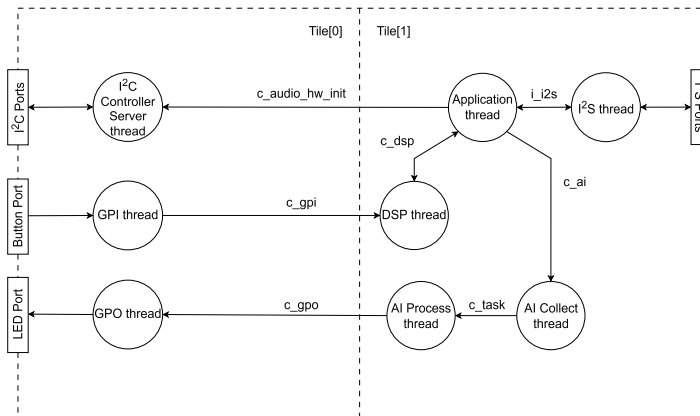 Tile[0]
Tile[1]
I²C Ports
I²C
Controller
Server
thread
c_audio_hw_init
Application
thread
i_i2s
I²S thread
c_dsp
c_ai
Button Port
GPI thread
c_gpi
DSP thread
LED Port
GPO thread
c_gpo
AI Process
thread
c_task
AI Collect
thread